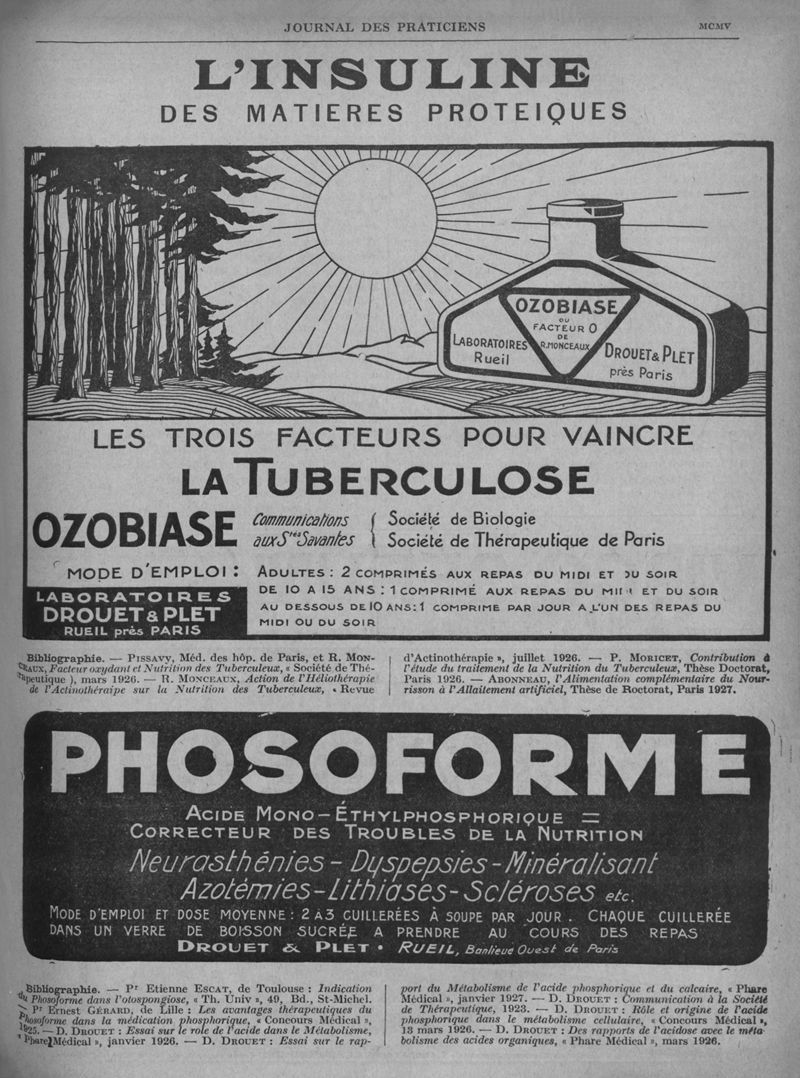 JOURNAL DES PRATICIENS
MCMV
L'INSULINE
DES MATIERES PROTEIQUES
OZOBIASE
OU
FACTEUR O
DE
R. MONCEAUX
LABORATOIRES
Rueil
DROUET & PLET
près Paris
LES TROIS FACTEURS POUR VAINCRE
LA TUBERCULOSE
OZOBIASE
Communications
aux Stés Savantes
Société de Biologie
Société de Thérapeutique de Paris
MODE D'EMPLOI :
ADULTES : 2 COMPRIMÉS AUX REPAS DU MIDI ET DU SOIR
DE 10 A 15 ANS : 1 COMPRIMÉ AUX REPAS DU MIDI ET DU SOIR
AU DESSOUS DE 10 ANS : 1 COMPRIME PAR JOUR A L'UN DES REPAS DU
MIDI OU DU SOIR
LABORATOIRES
DROUET & PLET
RUEIL près PARIS
Bibliographie. — PISSAVY, Méd. des hôp. de Paris, et R. MON-
CEAUX, Facteur oxydant et Nutrition des Tuberculeux, « Société de Thé-
rapeutique ), mars 1926. — R. MONCEAUX, Action de l'Héliothérapie
de l'Actinothéraipe sur la Nutrition des Tuberculeux, « Revue
d'Actinothérapie », juillet 1926. — P. MORICET, Contribution à
l'étude du traitement de la Nutrition du Tuberculeux, Thèse Doctorat,
Paris 1926. — ABONNEAU, l'Alimentation complémentaire du Nour-
risson à l'Allaitement artificiel, Thèse de Roctorat, Paris 1927.
PHOSOFORME
ACIDE MONO-ÉTHYLPHOSPHORIQUE =
CORRECTEUR DES TROUBLES DE LA NUTRITION
Neurasthénies - Dyspepsies - Minéralisant
Azotémies - Lithiases - Scléroses etc.
MODE D'EMPLOI ET DOSE MOYENNE : 2 A 3 CUILLERÉES À SOUPE PAR JOUR. CHAQUE CUILLERÉE
DANS UN VERRE DE BOISSON SUCRÉE A PRENDRE AU COURS DES REPAS
DROUET & PLET • RUEIL, Banlieue Ouest de Paris
Bibliographie. — Pr Etienne ESCAT, de Toulouse : Indication
du Phosoforme dans l'otospongiose, « Th. Univ », 49, Bd., St-Michel.
Pr Ernest GÉRARD, de Lille : Les avantages thérapeutiques du
Phosoforme dans la médication phosphorique, « Concours Médical »,
1925. — D. DROUET : Essai sur le role de l'acide dans le Métabolisme,
« Phare Médical », janvier 1926. — D. DROUET : Essai sur le rap-
port du Métabolisme de l'acide phosphorique et du calcaire, « Phare
Médical », janvier 1927. — D. DROUET : Communication à la Société
de Thérapeutique, 1923. — D. DROUET : Rôle et origine de l'acide
phosphorique dans le métabolisme cellulaire, « Concours Médical »,
13 mars 1926. — D. DROUET : Des rapports de l'acidose avec le méta-
bolisme des acides organiques, « Phare Médical », mars 1926.